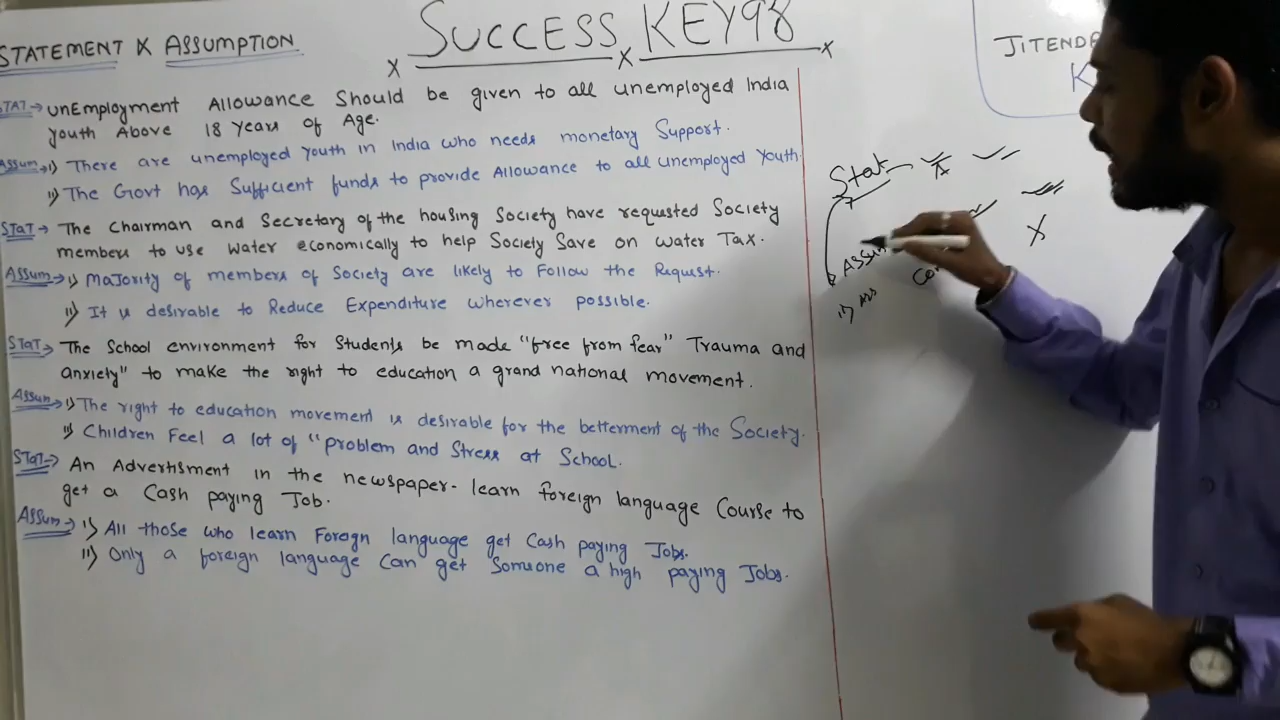 STATEMENT X ASSUMPTION
SUCCESS KEY98
x x x
JITENDR
K
STAT:→ UnEmployment Allowance Should be given to all unemployed India
youth Above 18 years of Age.
Assum→ i) There are unemployed youth in India who needs monetary Support.
ii) The Govt has Sufficient funds to provide Allowance to all unemployed Youth
STAT→ The Chairman and Secretary of the housing Society have requested Society
members to use water economically to help Society Save on water Tax.
Assum:→ i) Majority of members of Society are likely to Follow the Request.
ii) It is desirable to Reduce Expenditure wherever possible.
STAT:→ The School environment for Students be made "free from fear" Trauma and
anxiety" to make the right to education a grand national movement.
Assum→ i) The right to education movement is desirable for the betterment of the Society.
ii) Children Feel a lot of "problem and Stress at School.
STAT→ An Advertisment in the newspaper- learn foreign language Course to
get a Cash paying Job.
Assum→ i) All those who learn Foreign language get Cash paying Jobs.
ii) Only a foreign language Can get Someone a high paying Jobs.
Stat
Assum
Co
ii) Ass